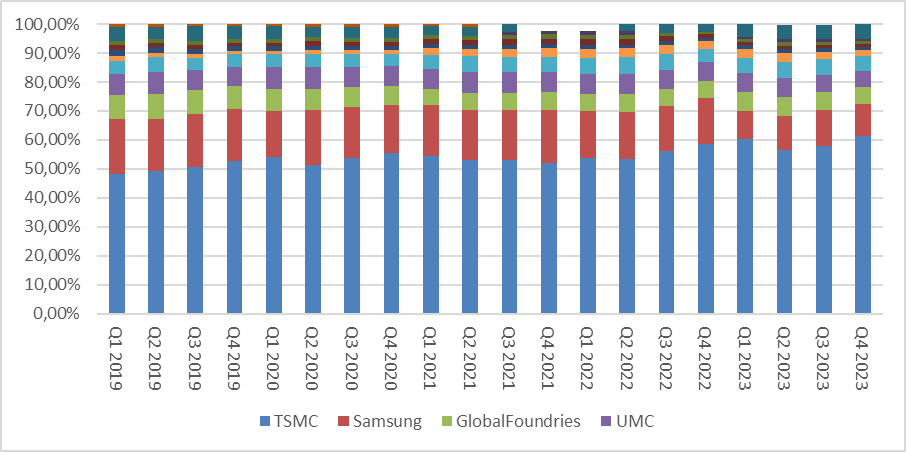 100,00%
90,00%
80,00%
70,00%
60,00%
50,00%
40,00%
30,00%
20,00%
10,00%
0,00%
Q1 2019
Q2 2019
Q3 2019
Q4 2019
Q1 2020
Q2 2020
Q3 2020
Q4 2020
Q1 2021
Q2 2021
Q3 2021
Q4 2021
Q1 2022
Q2 2022
Q3 2022
Q4 2022
Q1 2023
Q2 2023
Q3 2023
Q4 2023
TSMC Samsung GlobalFoundries UMC